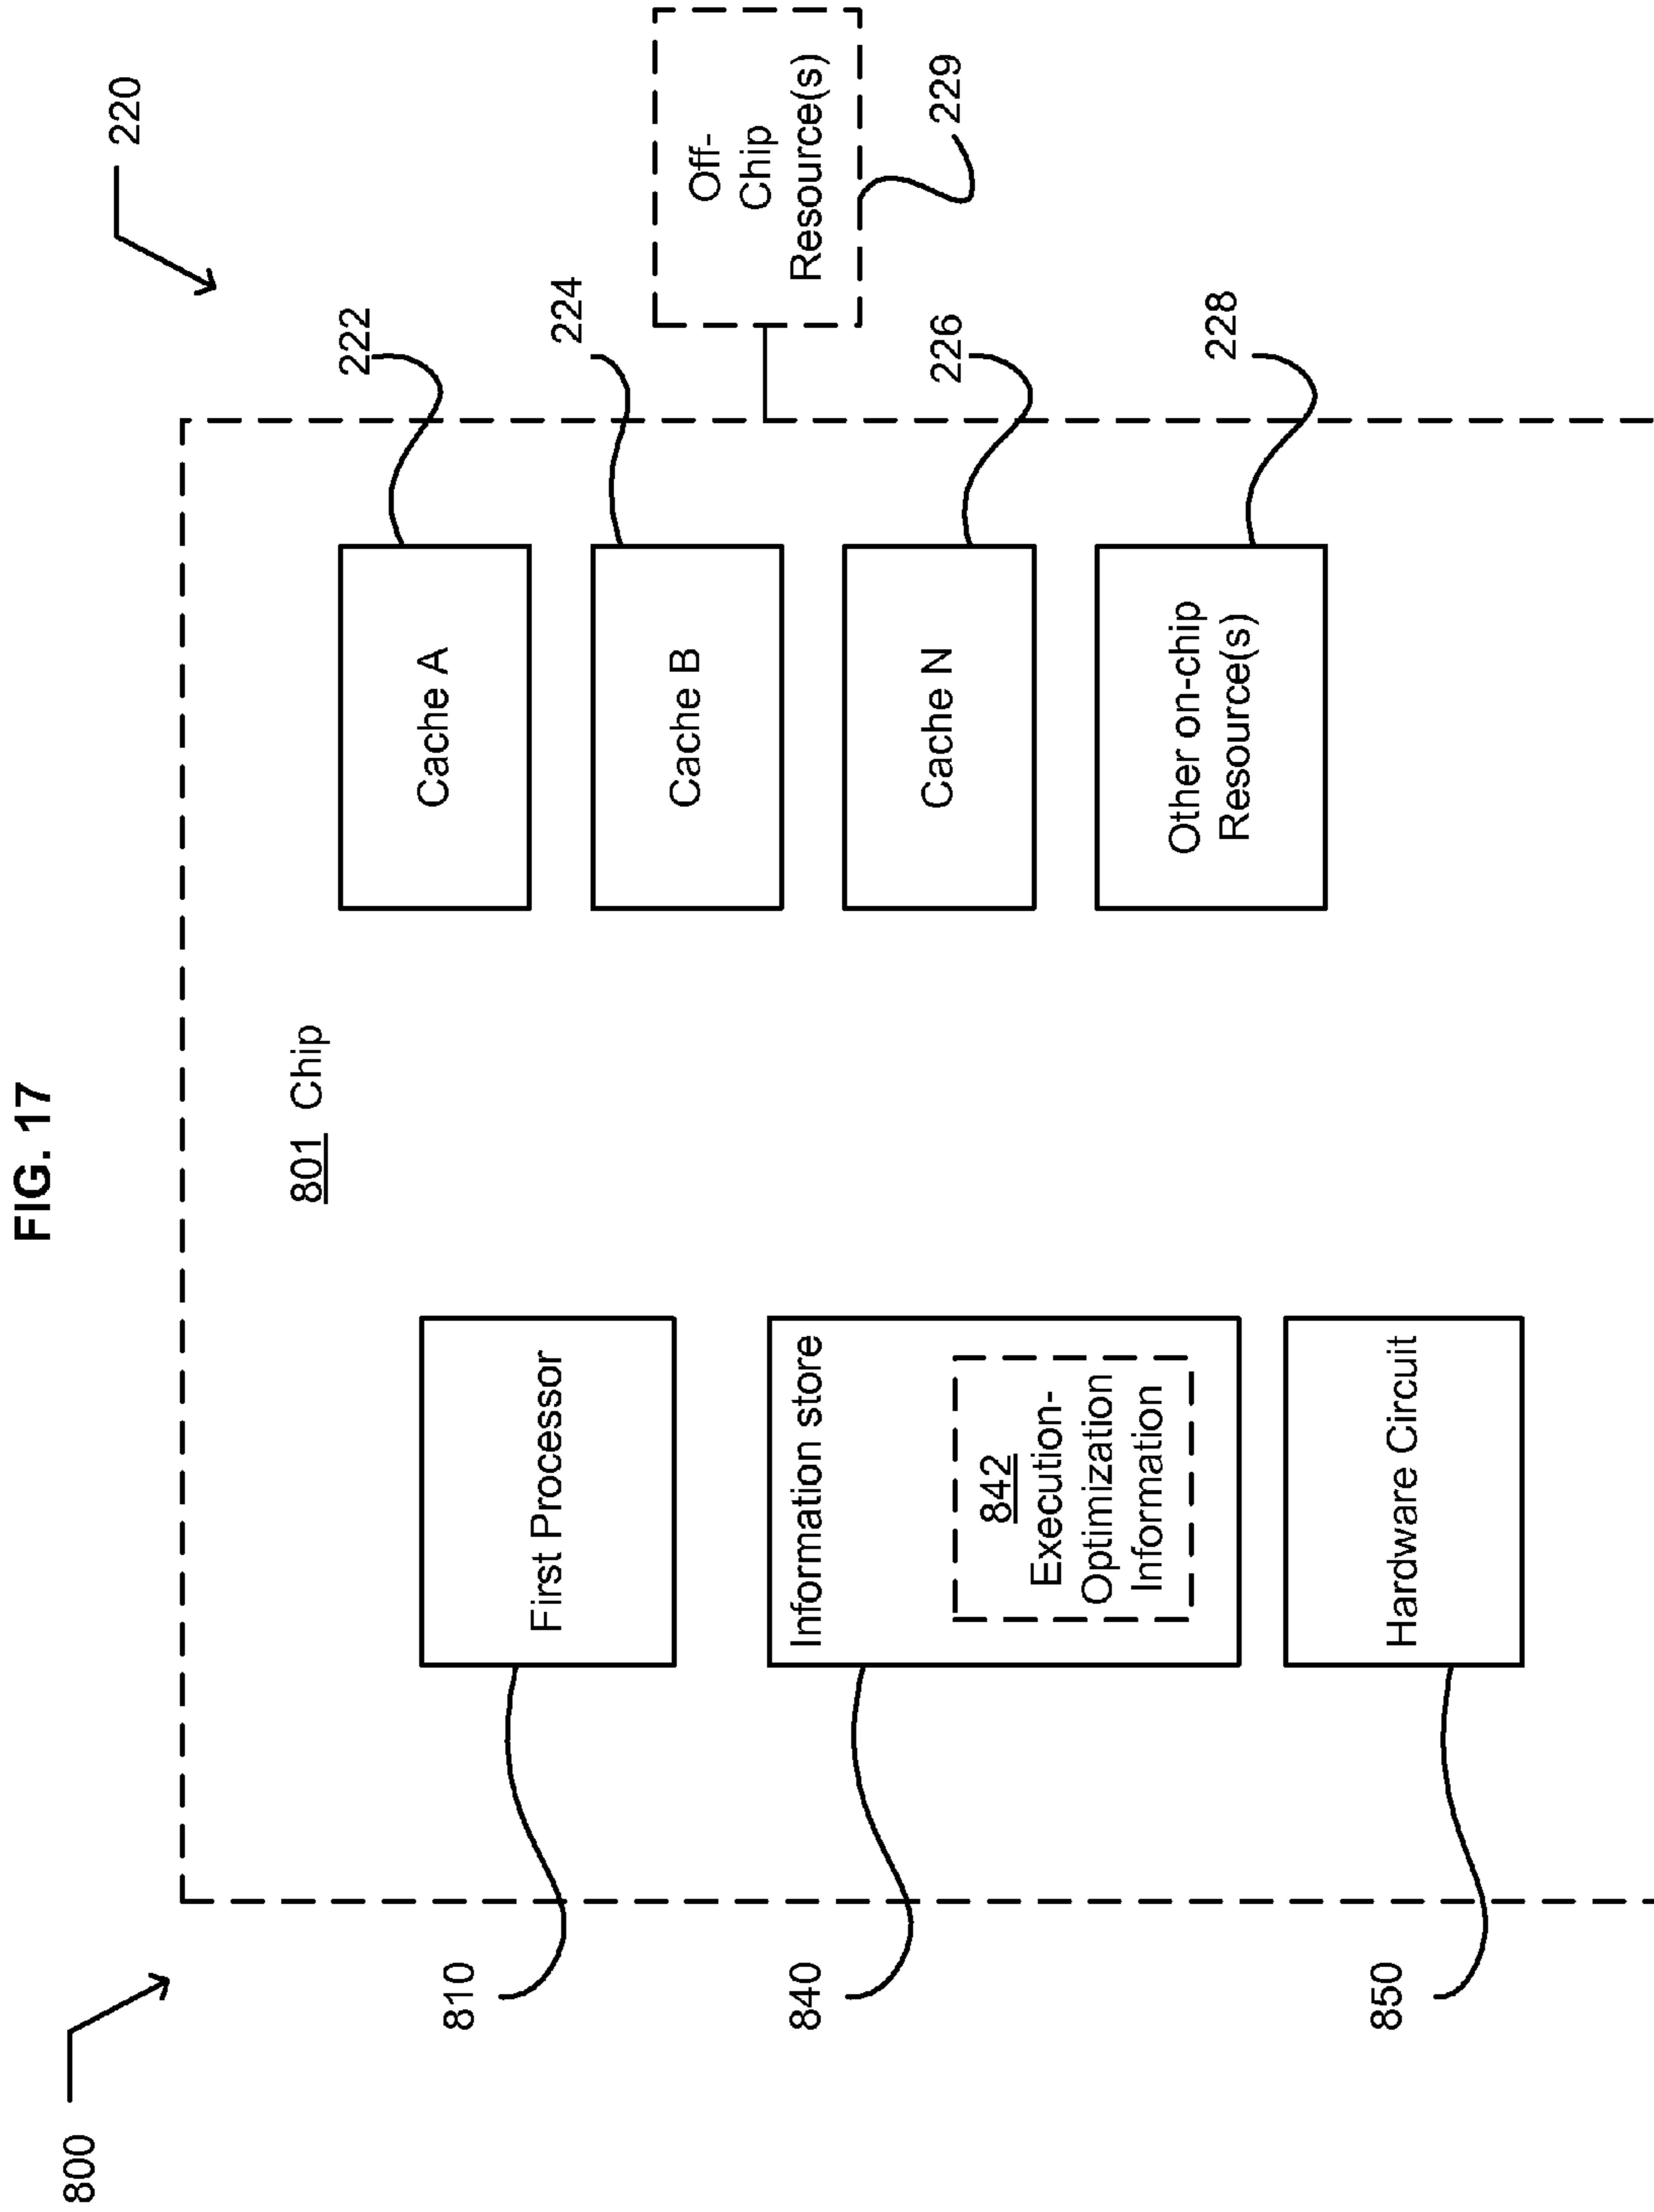 FIG. 17
800
220
801 Chip
810
First Processor
Cache A
222
Cache B
224
Off-
Chip
Resource(s)
229
840
Information store
842
Execution-
Optimization
Information
Cache N
226
850
Hardware Circuit
Other on-chip
Resource(s)
228